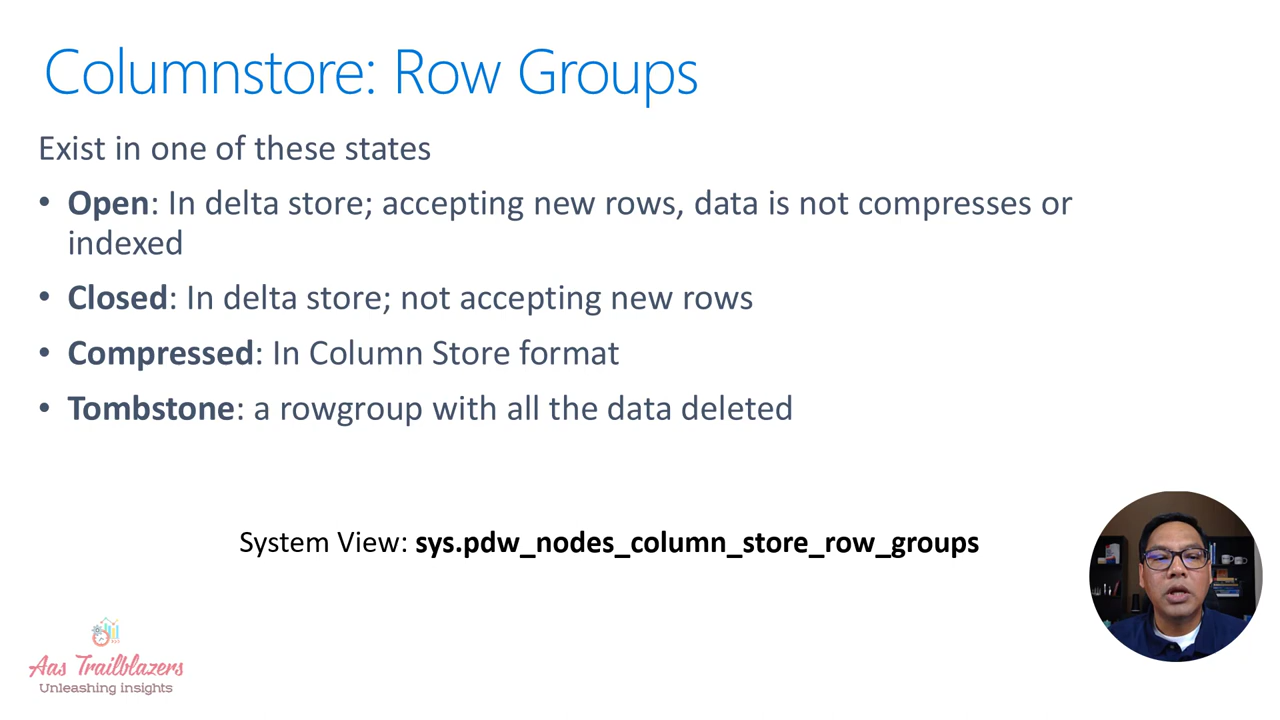 Columnstore: Row Groups
Exist in one of these states
• Open: In delta store; accepting new rows, data is not compresses or
indexed
• Closed: In delta store; not accepting new rows
• Compressed: In Column Store format
• Tombstone: a rowgroup with all the data deleted
System View: sys.pdw_nodes_column_store_row_groups
Aas Trailblazers
Unleashing insights